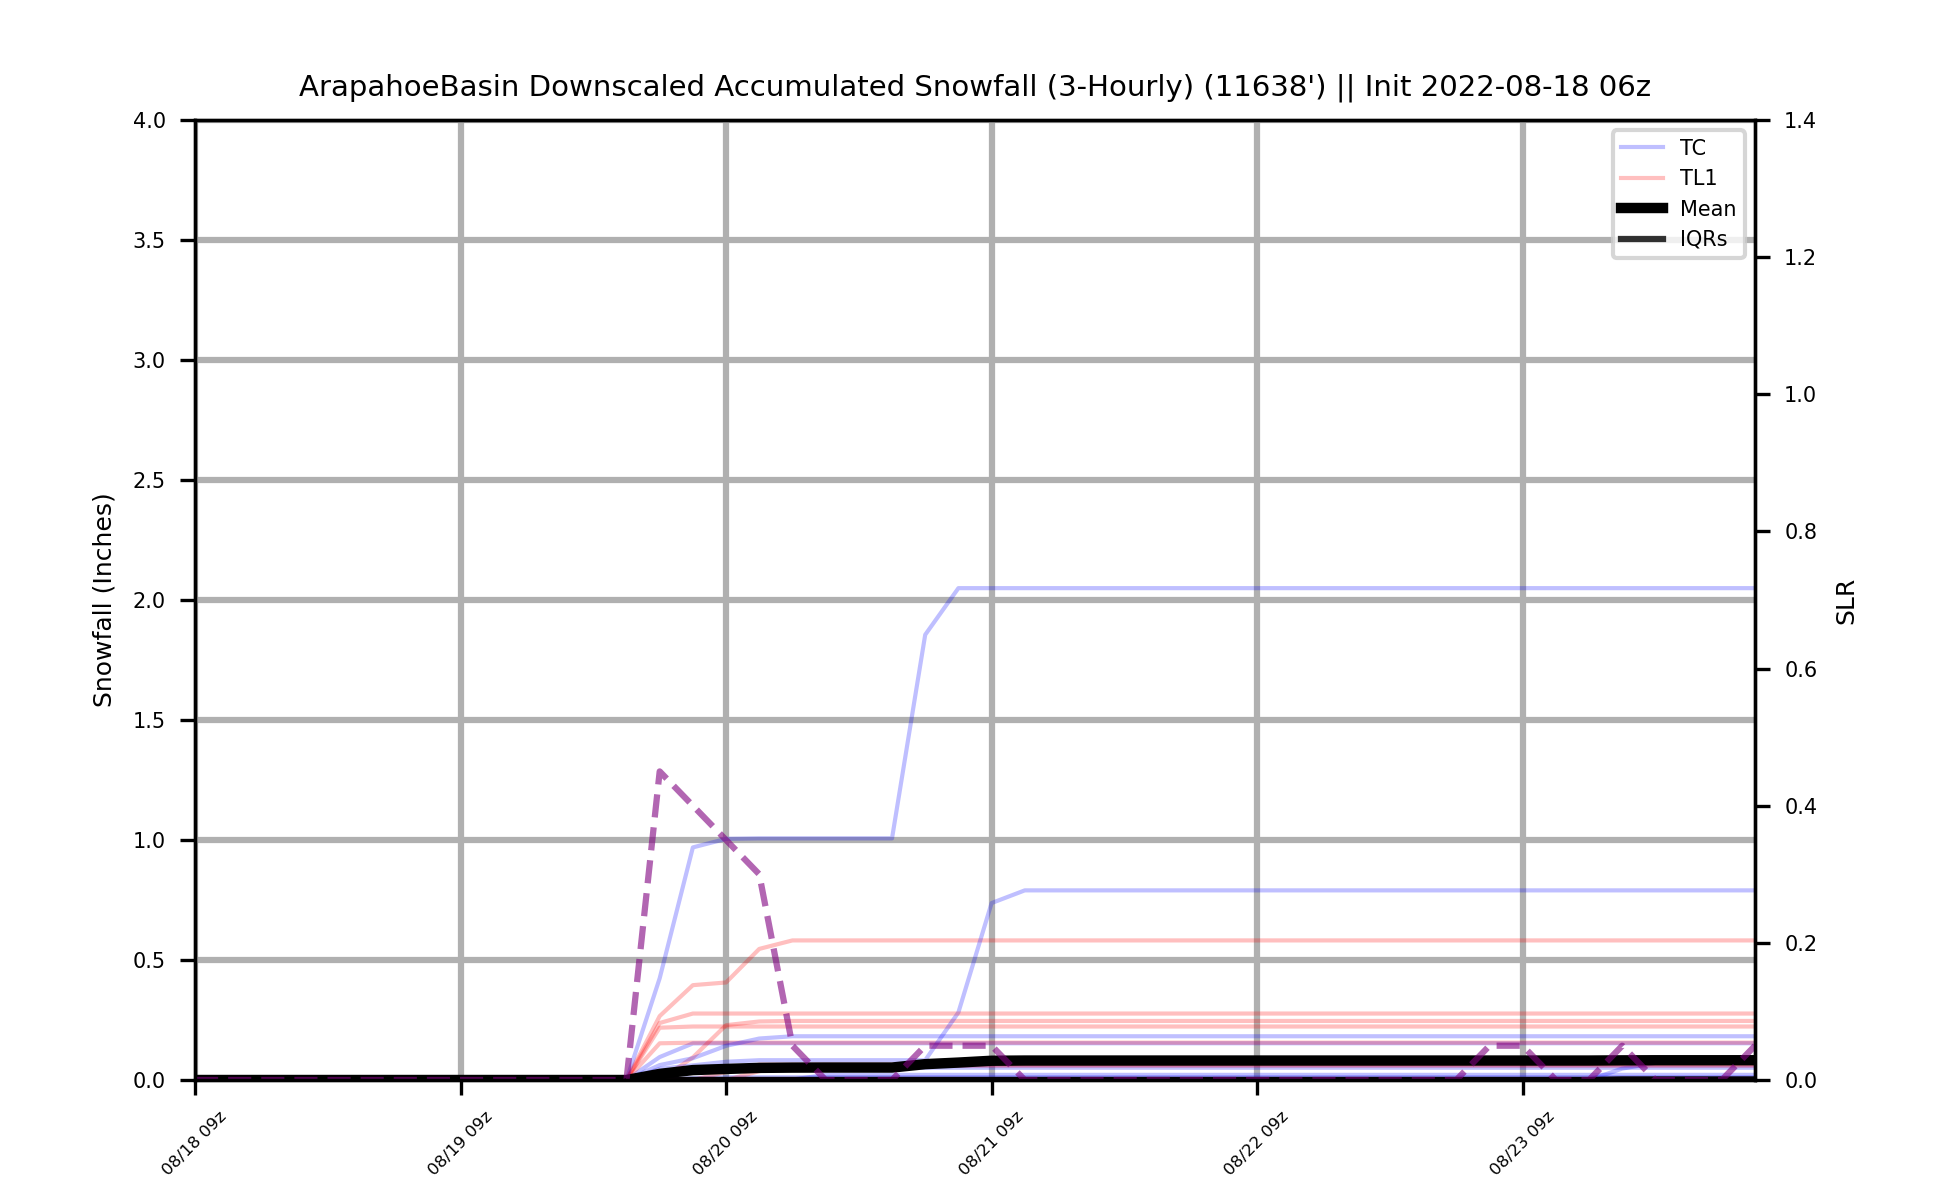 ArapahoeBasin Downscaled Accumulated Snowfall (3-Hourly) (11638') || Init 2022-08-18 06z
4.0
3.5
3.0
2.5
2.0
1.5
1.0
0.5
0.0
Snowfall (Inches)
TC
TL1
Mean
IQRs
1.4
1.2
1.0
0.8
0.6
0.4
0.2
0.0
SLR
08/18 09z
08/19 09z
08/20 09z
08/21 09z
08/22 09z
08/23 09z